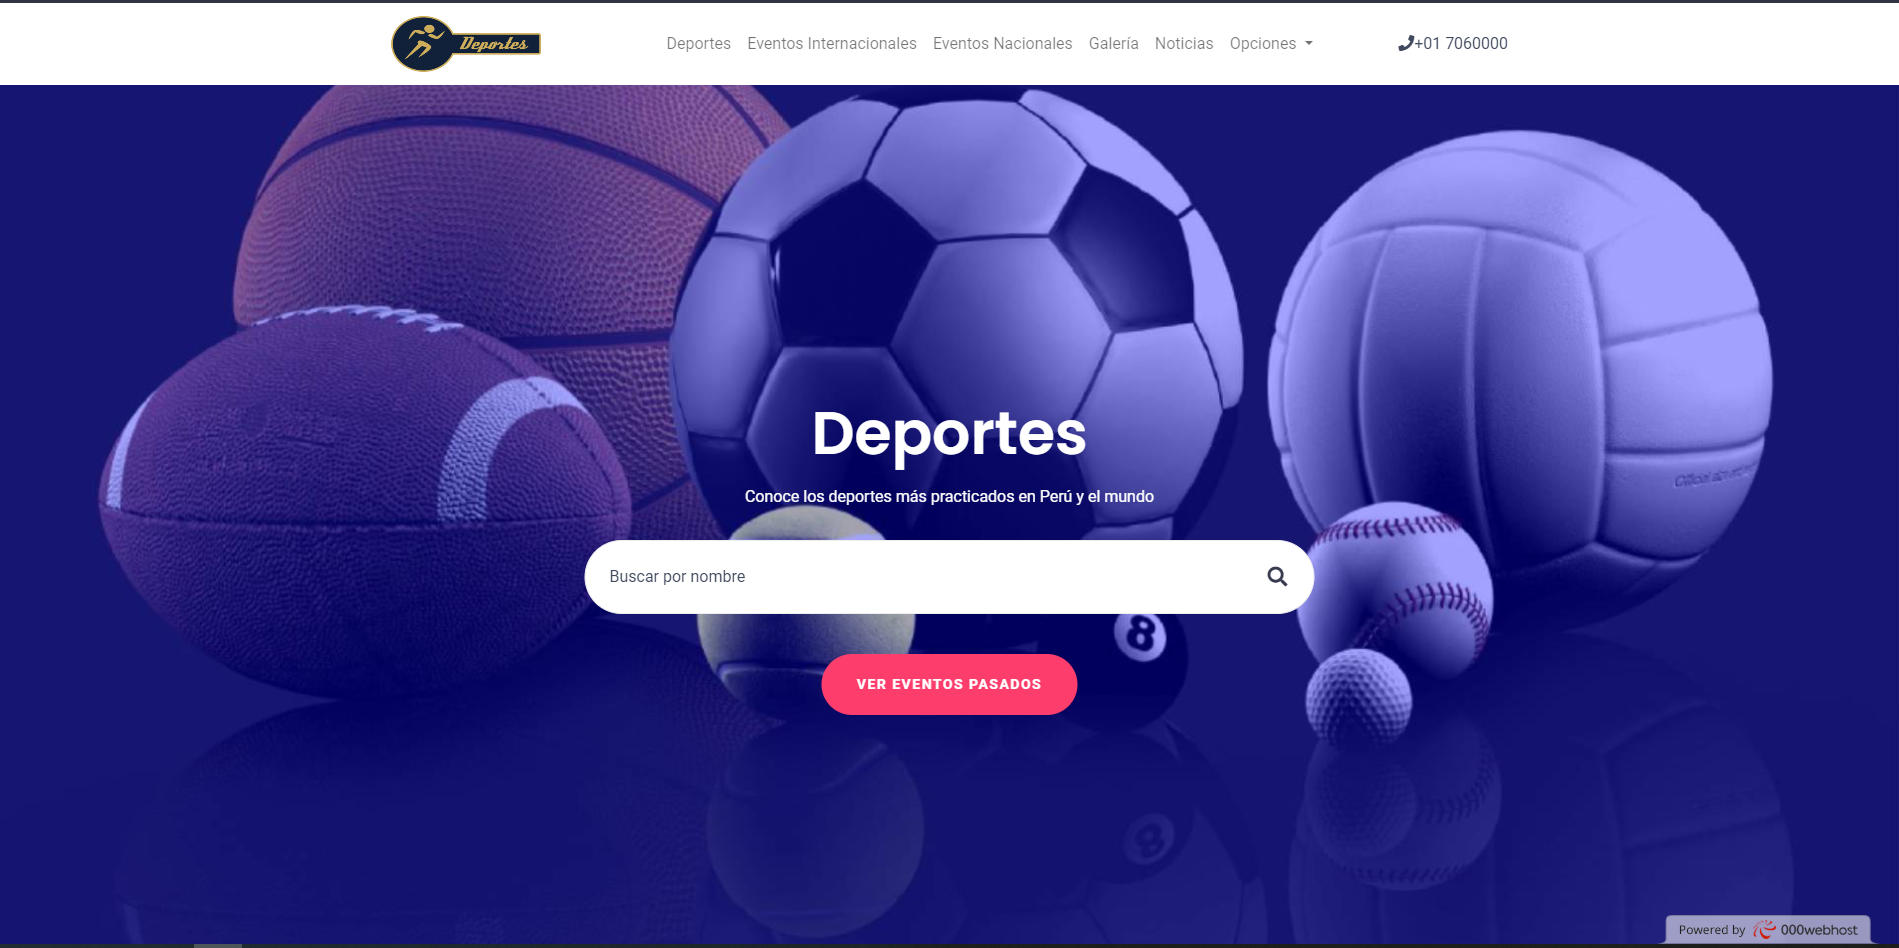 Deportes
Deportes Eventos Internacionales Eventos Nacionales Galería Noticias Opciones
+01 7060000
Deportes
Conoce los deportes más practicados en Perú y el mundo
Buscar por nombre
8
VER EVENTOS PASADOS
Powered by 000webhost